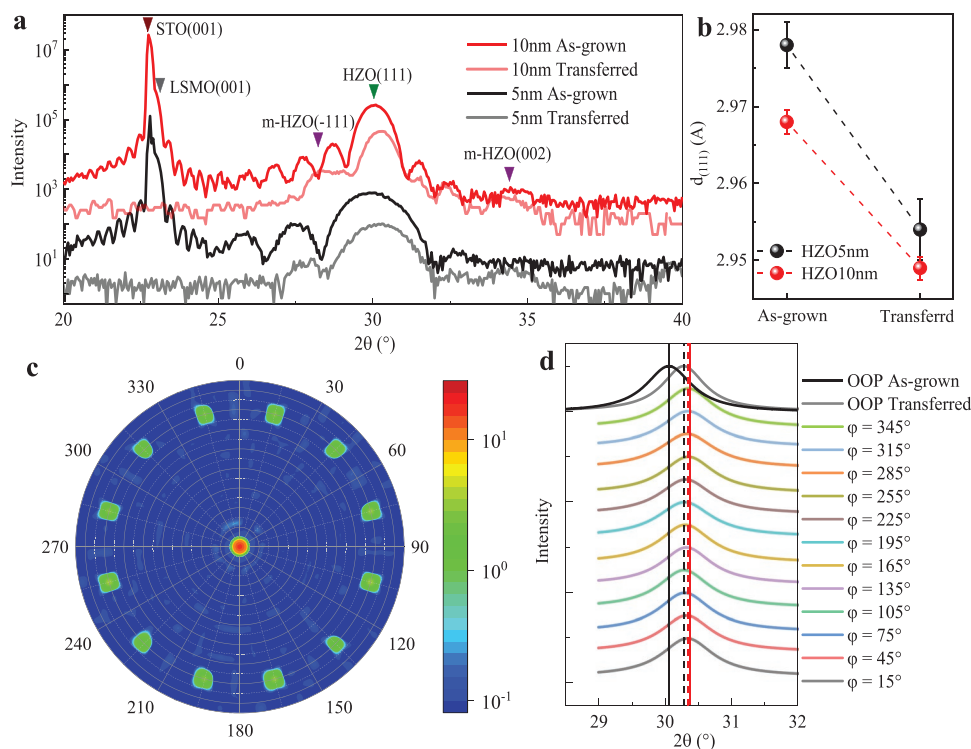 a
STO(001)
LSMO(001)
m-HZO(-111)
HZO(111)
m-HZO(002)
10nm As-grown
10nm Transferred
5nm As-grown
5nm Transferred
Intensity
10^7
10^5
10^3
10^1
20
25
30
35
40
2θ (°)
b
d(111) (A)
2.98
2.97
2.96
2.95
HZO5nm
HZO10nm
As-grown
Transferrd
c
0
30
60
90
120
150
180
210
240
270
300
330
10^1
10^0
10^-1
d
Intensity
29
30
31
32
2θ (°)
OOP As-grown
OOP Transferred
φ = 345°
φ = 315°
φ = 285°
φ = 255°
φ = 225°
φ = 195°
φ = 165°
φ = 135°
φ = 105°
φ = 75°
φ = 45°
φ = 15°